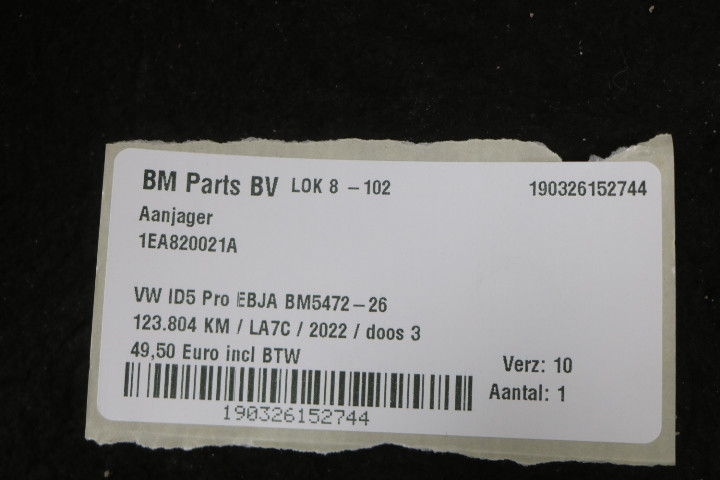 BM Parts BV LOK 8 - 102 190326152744
Aanjager
1EA820021A
VW ID5 Pro EBJA BM5472-26
123.804 KM / LA7C / 2022 / doos 3
49,50 Euro incl BTW
Verz: 10
Aantal: 1
190326152744